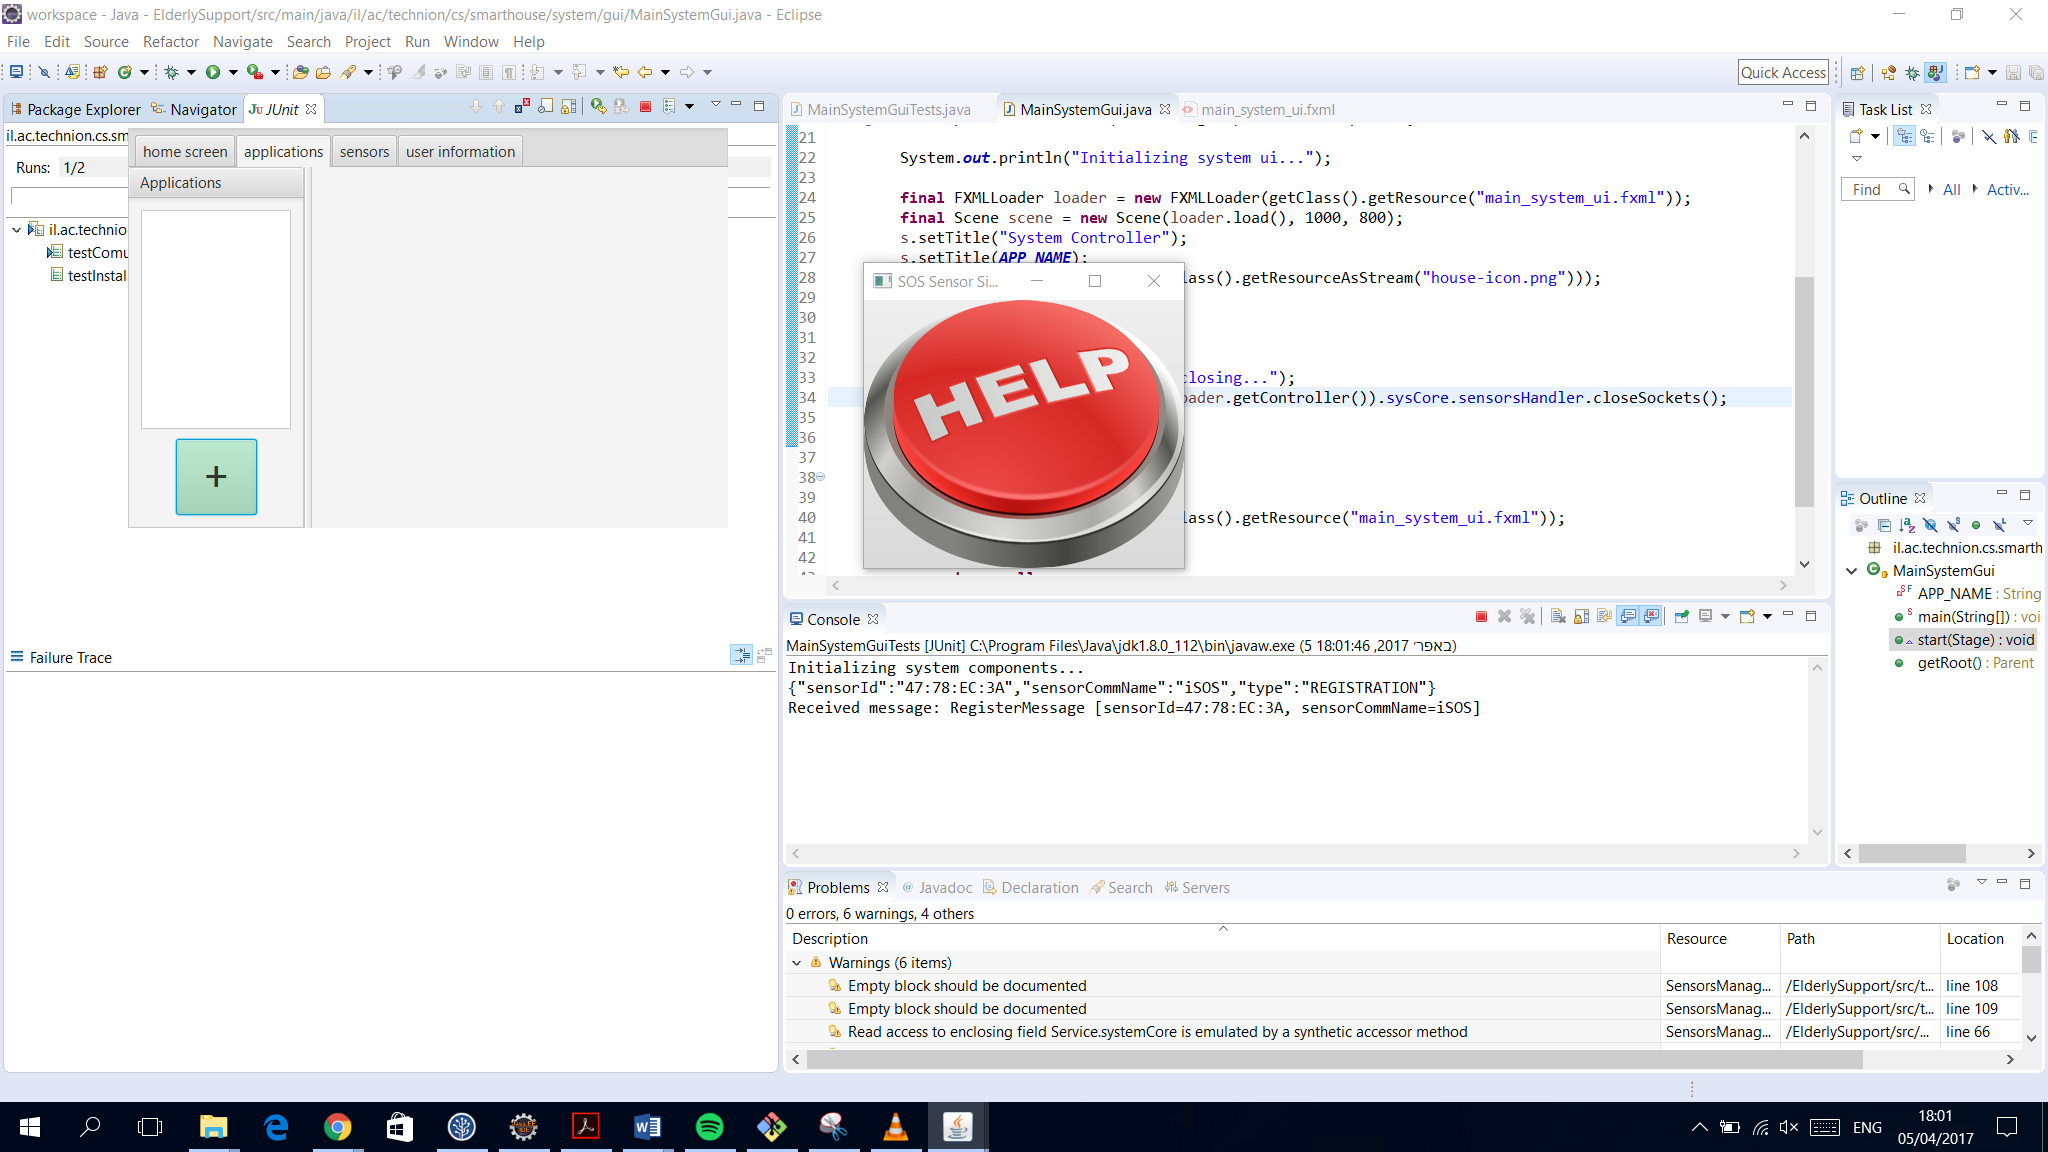 workspace - Java - ElderlySupport/src/main/java/il/ac/technion/cs/smarthouse/system/gui/MainSystemGui.java - Eclipse
File Edit Source Refactor Navigate Search Project Run Window Help
Quick Access
Package Explorer Navigator JUnit
il.ac.technion.cs.sm
Runs: 1/2
il.ac.technio
testComu
testInstal
home screen applications sensors user information
Applications
+
Failure Trace
MainSystemGuiTests.java MainSystemGui.java main_system_ui.fxml
21
22 System.out.println("Initializing system ui...");
23
24 final FXMLLoader loader = new FXMLLoader(getClass().getResource("main_system_ui.fxml"));
25 final Scene scene = new Scene(loader.load(), 1000, 800);
26 s.setTitle("System Controller");
27 s.setTitle(APP_NAME);
28 lass().getResourceAsStream("house-icon.png")));
29
30
31
32
33 closing...");
34 oader.getController()).sysCore.sensorsHandler.closeSockets();
35
36
37
38
39
40 lass().getResource("main_system_ui.fxml"));
41
42
SOS Sensor Si...
HELP
Console
MainSystemGuiTests [JUnit] C:\Program Files\Java\jdk1.8.0_112\bin\javaw.exe (5 באפר׳ 2017, 18:01:46)
Initializing system components...
{"sensorId":"47:78:EC:3A","sensorCommName":"iSOS","type":"REGISTRATION"}
Received message: RegisterMessage [sensorId=47:78:EC:3A, sensorCommName=iSOS]
Problems Javadoc Declaration Search Servers
0 errors, 6 warnings, 4 others
Description Resource Path Location
Warnings (6 items)
Empty block should be documented SensorsManag... /ElderlySupport/src/t... line 108
Empty block should be documented SensorsManag... /ElderlySupport/src/t... line 109
Read access to enclosing field Service.systemCore is emulated by a synthetic accessor method SensorsManag... /ElderlySupport/src/... line 66
Task List
Find All Activ...
Outline
il.ac.technion.cs.smarth
MainSystemGui
APP_NAME : String
main(String[]) : voi
start(Stage) : void
getRoot() : Parent
ENG
18:01
05/04/2017